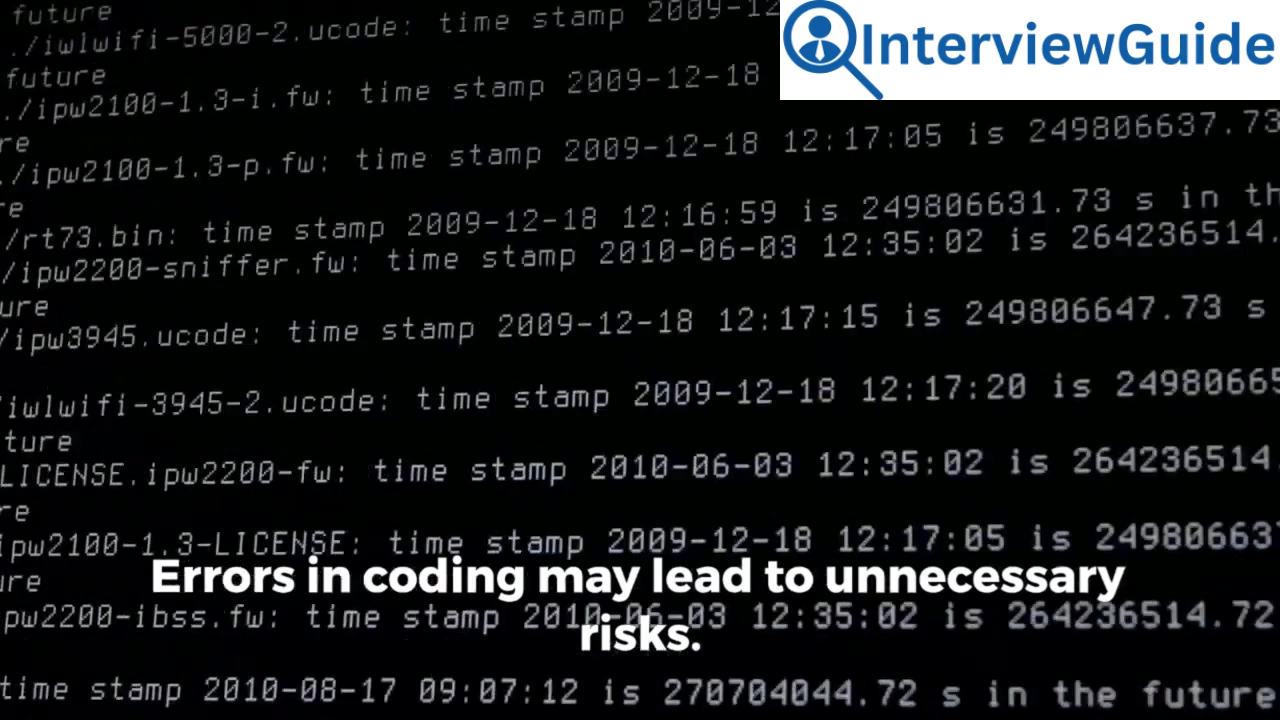 future
./iwlwifi-5000-2.ucode: time stamp 2009-12
InterviewGuide
future
./ipw2100-1.3-i.fw: time stamp 2009-12-18
re
./ipw2100-1.3-p.fw: time stamp 2009-12-18 12:17:05 is 249806637.73
re
/rt73.bin: time stamp 2009-12-18 12:16:59 is 249806631.73 s in th
/ipw2200-sniffer.fw: time stamp 2010-06-03 12:35:02 is 264236514.
ure
/ipw3945.ucode: time stamp 2009-12-18 12:17:15 is 249806647.73 s
/iwlwifi-3945-2.ucode: time stamp 2009-12-18 12:17:20 is 24980665
ture
LICENSE.ipw2200-fw: time stamp 2010-06-03 12:35:02 is 264236514
re
ipw2100-1.3-LICENSE: time stamp 2009-12-18 12:17:05 is 249806637
ure
Errors in coding may lead to unnecessary
risks.
pw2200-ibss.fw: time stamp 2010-06-03 12:35:02 is 264236514.72
time stamp 2010-08-17 09:07:12 is 270704044.72 s in the future